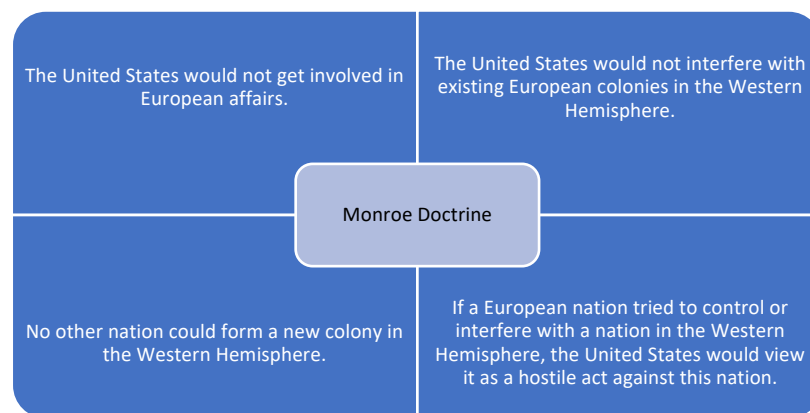 The United States would not get involved in
European affairs.
The United States would not interfere with
existing European colonies in the Western
Hemisphere.
Monroe Doctrine
No other nation could form a new colony in
the Western Hemisphere.
If a European nation tried to control or
interfere with a nation in the Western
Hemisphere, the United States would view
it as a hostile act against this nation.